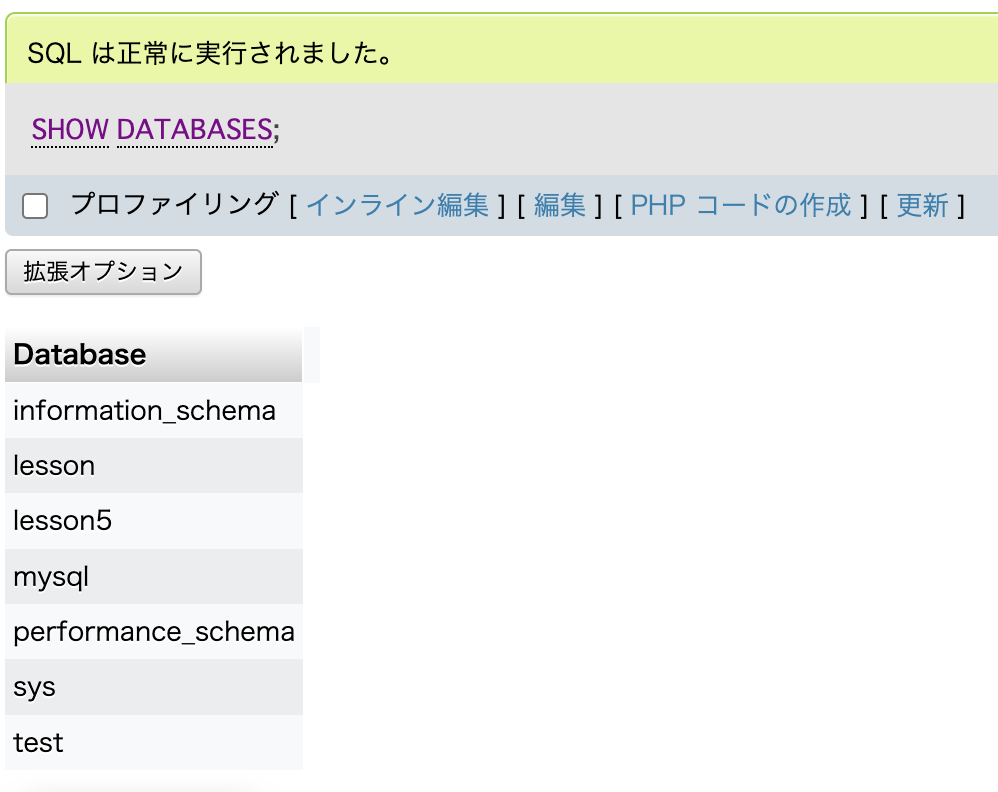 SQL は正常に実行されました。
SHOW DATABASES;
プロファイリング [ インライン編集 ] [ 編集 ] [ PHP コードの作成 ] [ 更新 ]
拡張オプション
Database
information_schema
lesson
lesson5
mysql
performance_schema
sys
test